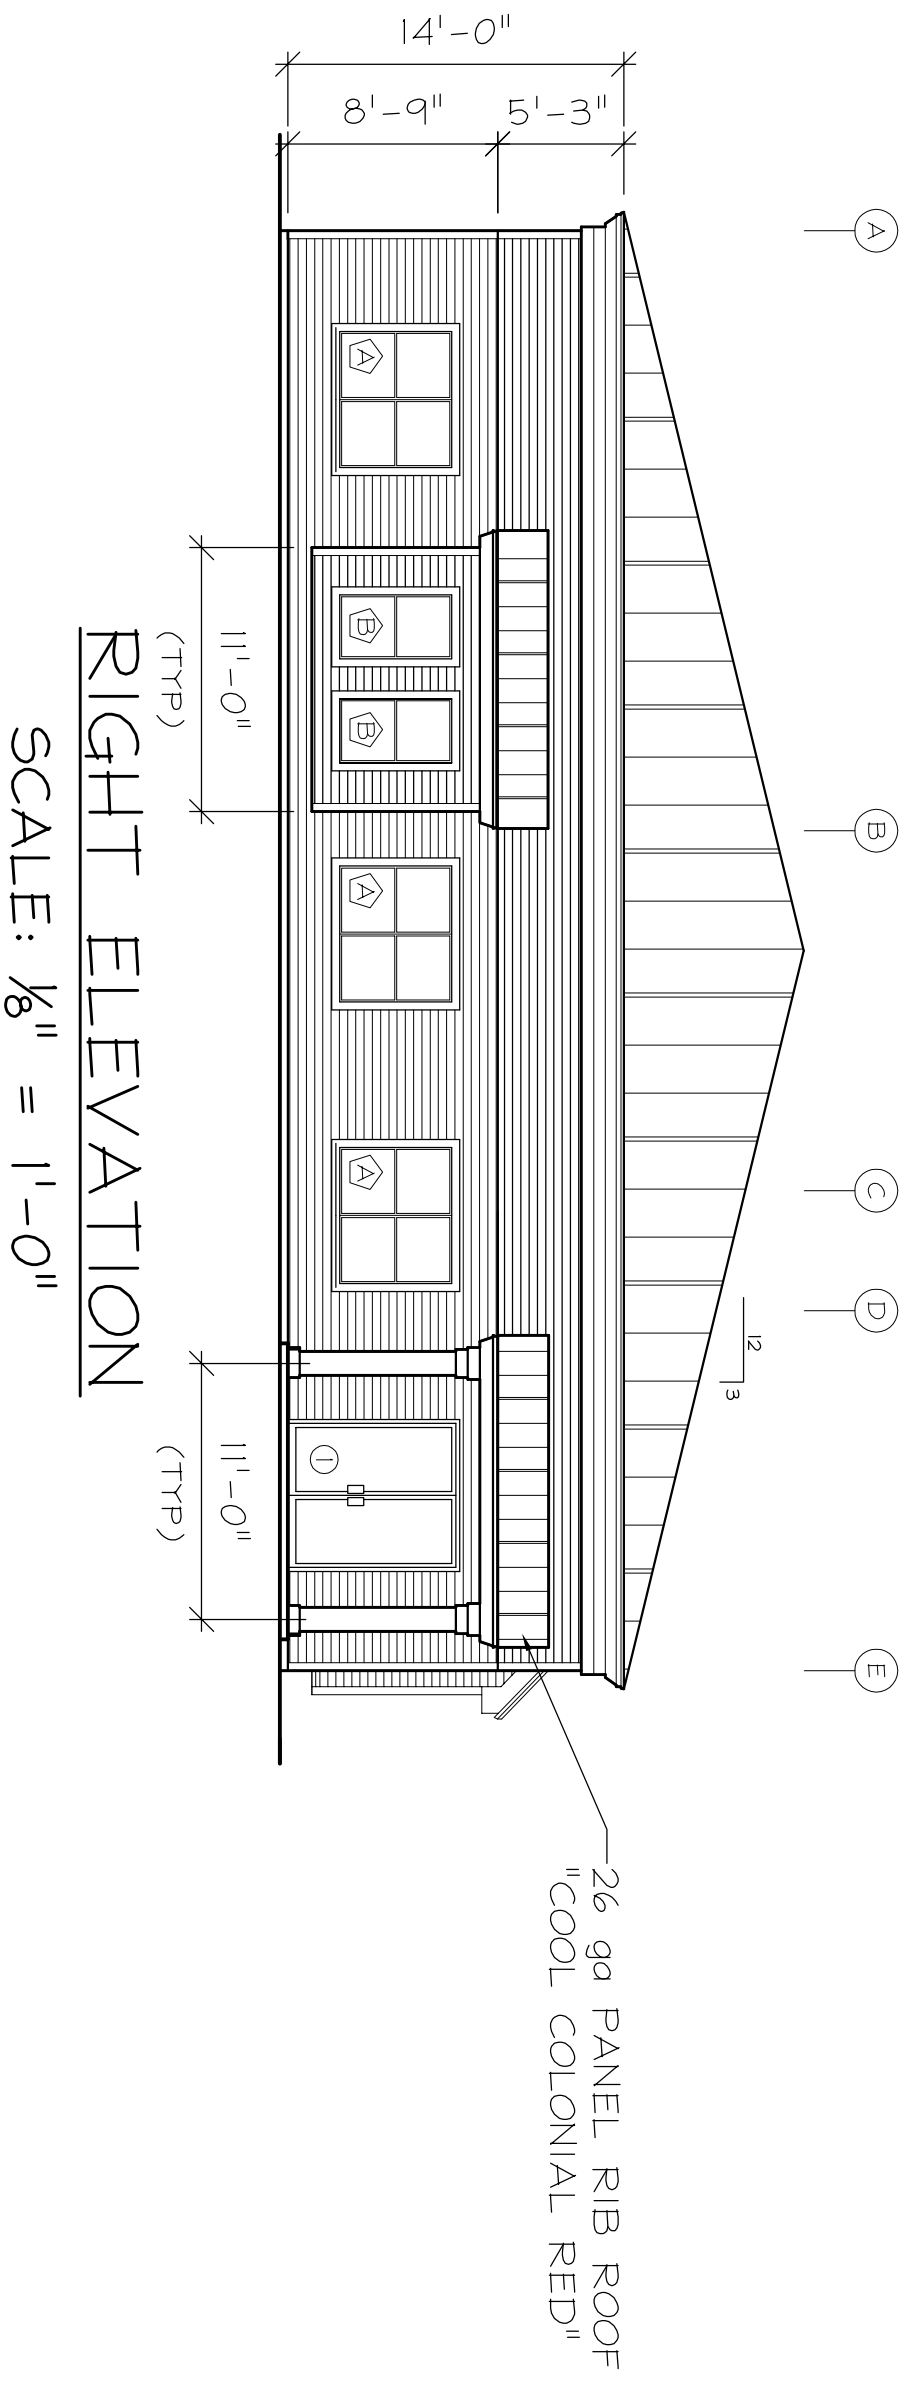 A
B
C
D
E
12
3
14'-0"
5'-3"
8'-9"
26 ga PANEL RIB ROOF
"COOL COLONIAL RED"
A
B
B
A
A
1
11'-0"
(TYP)
11'-0"
(TYP)
RIGHT ELEVATION
SCALE: ⅛" = 1'-0"